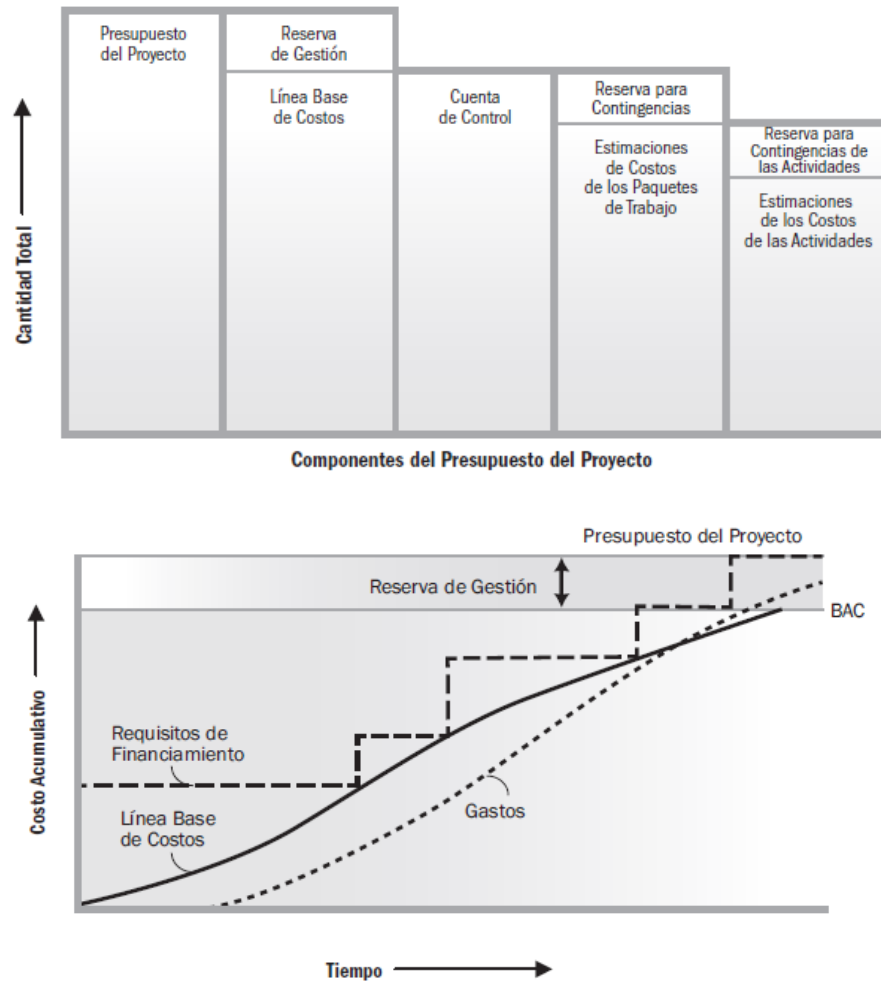 Presupuesto
del Proyecto
Reserva
de Gestión
Línea Base
de Costos
Cuenta
de Control
Reserva para
Contingencias
Estimaciones
de Costos
de los Paquetes
de Trabajo
Reserva para
Contingencias de
las Actividades
Estimaciones
de los Costos
de las Actividades
Cantidad Total
Componentes del Presupuesto del Proyecto
Presupuesto del Proyecto
Reserva de Gestión
BAC
Requisitos de
Financiamiento
Línea Base
de Costos
Gastos
Costo Acumulativo
Tiempo